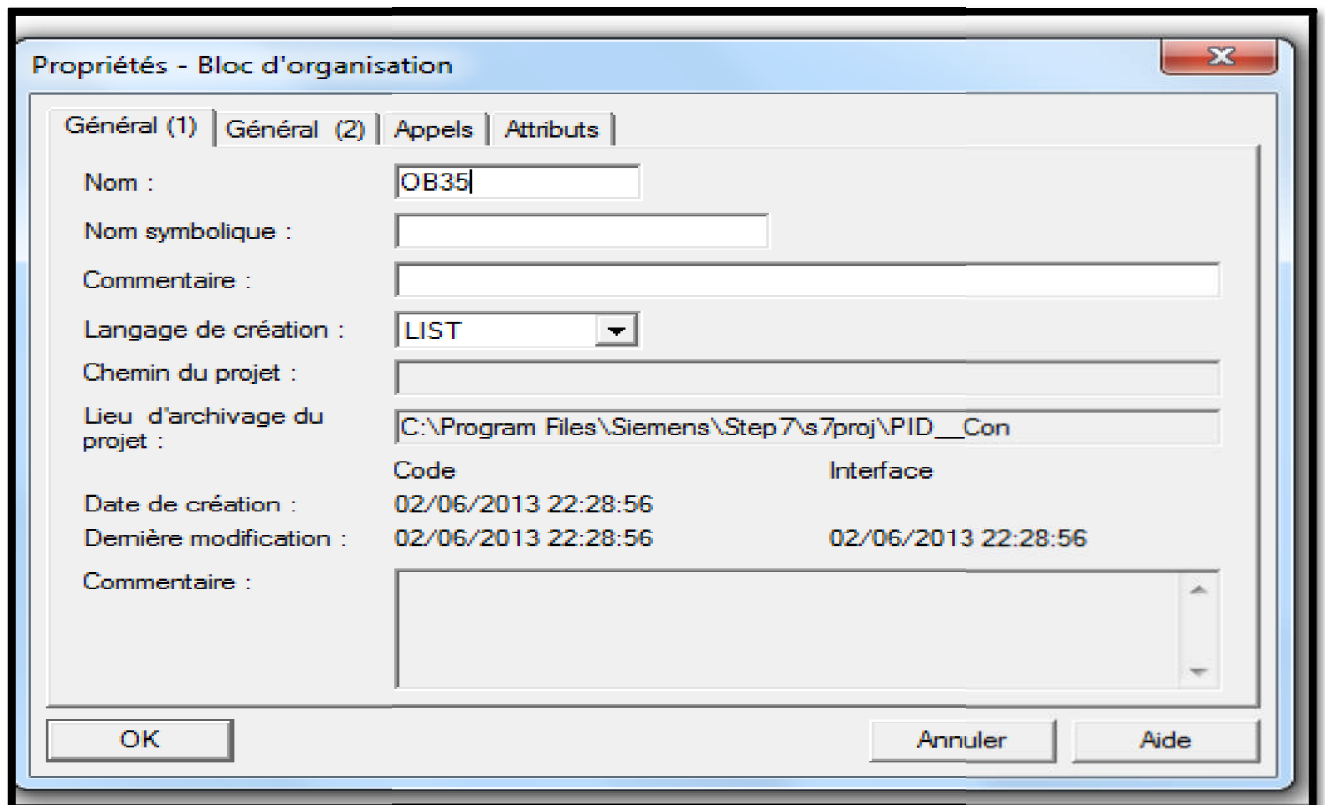 Propriétés - Bloc d'organisation
Général (1) Général (2) Appels Attributs
Nom : OB35
Nom symbolique :
Commentaire :
Langage de création : LIST
Chemin du projet :
Lieu d'archivage du
projet : C:\Program Files\Siemens\Step7\s7proj\PID__Con
Code Interface
Date de création : 02/06/2013 22:28:56
Dernière modification : 02/06/2013 22:28:56 02/06/2013 22:28:56
Commentaire :
OK Annuler Aide